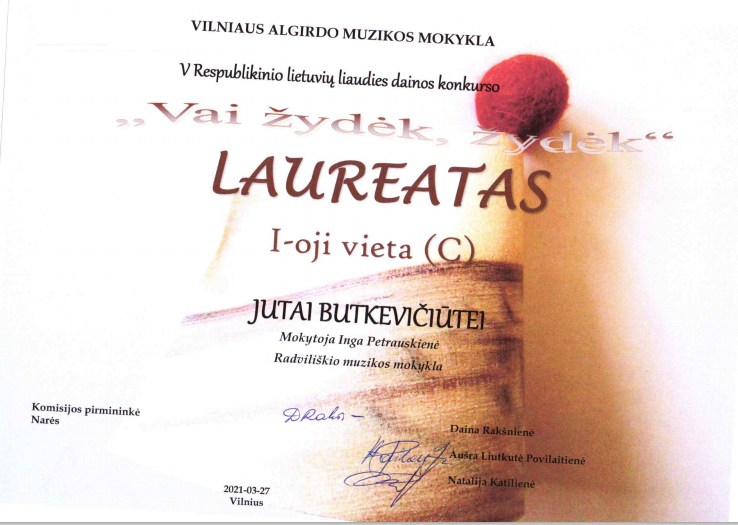 VILNIAUS ALGIRDO MUZIKOS MOKYKLA
V Respublikinio lietuvių liaudies dainos konkurso
„Vai žydėk, žydėk“
LAUREATAS
I-oji vieta (C)
JUTAI BUTKEVIČIŪTEI
Mokytoja Inga Petrauskienė
Radviliškio muzikos mokykla
Komisijos pirmininkė
Narės
Daina Rakšnienė
Aušra Liutkutė Povilaitienė
Natalija Katilienė
2021-03-27
Vilnius